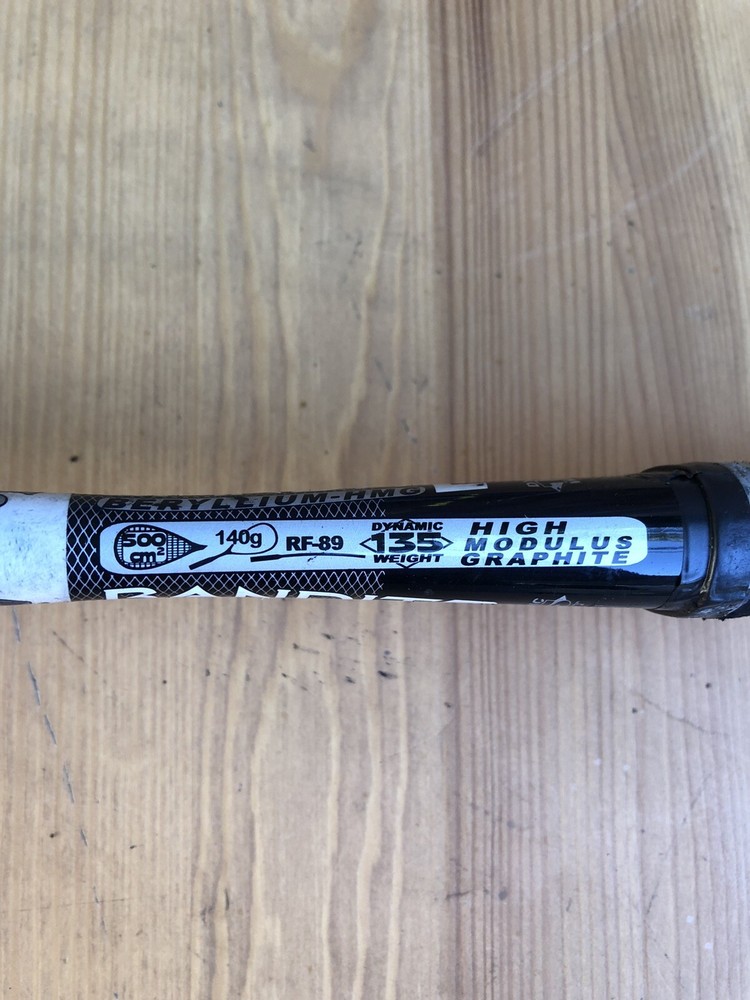 BERYLLIUM-HMG
500 cm²
140g
RF-89
DYNAMIC
135
WEIGHT
HIGH
MODULUS
GRAPHITE